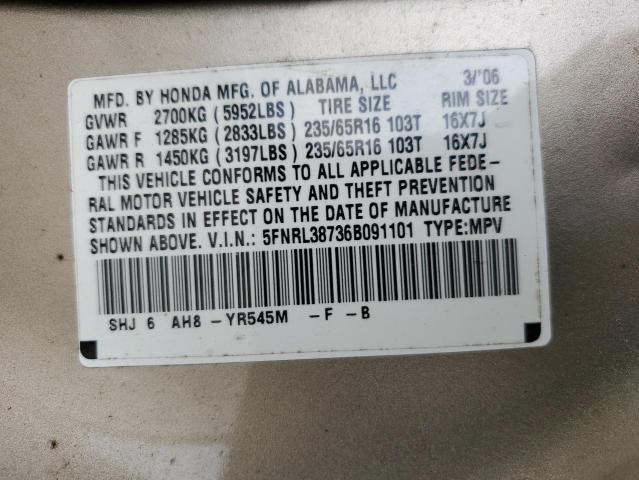 MFD. BY HONDA MFG. OF ALABAMA, LLC 3/'06
GVWR 2700KG (5952LBS) TIRE SIZE RIM SIZE
GAWR F 1285KG (2833LBS) 235/65R16 103T 16X7J
GAWR R 1450KG (3197LBS) 235/65R16 103T 16X7J
THIS VEHICLE CONFORMS TO ALL APPLICABLE FEDE-
RAL MOTOR VEHICLE SAFETY AND THEFT PREVENTION
STANDARDS IN EFFECT ON THE DATE OF MANUFACTURE
SHOWN ABOVE. V.I.N.: 5FNRL38736B091101 TYPE:MPV
SHJ 6 AH8 -YR545M -F -B